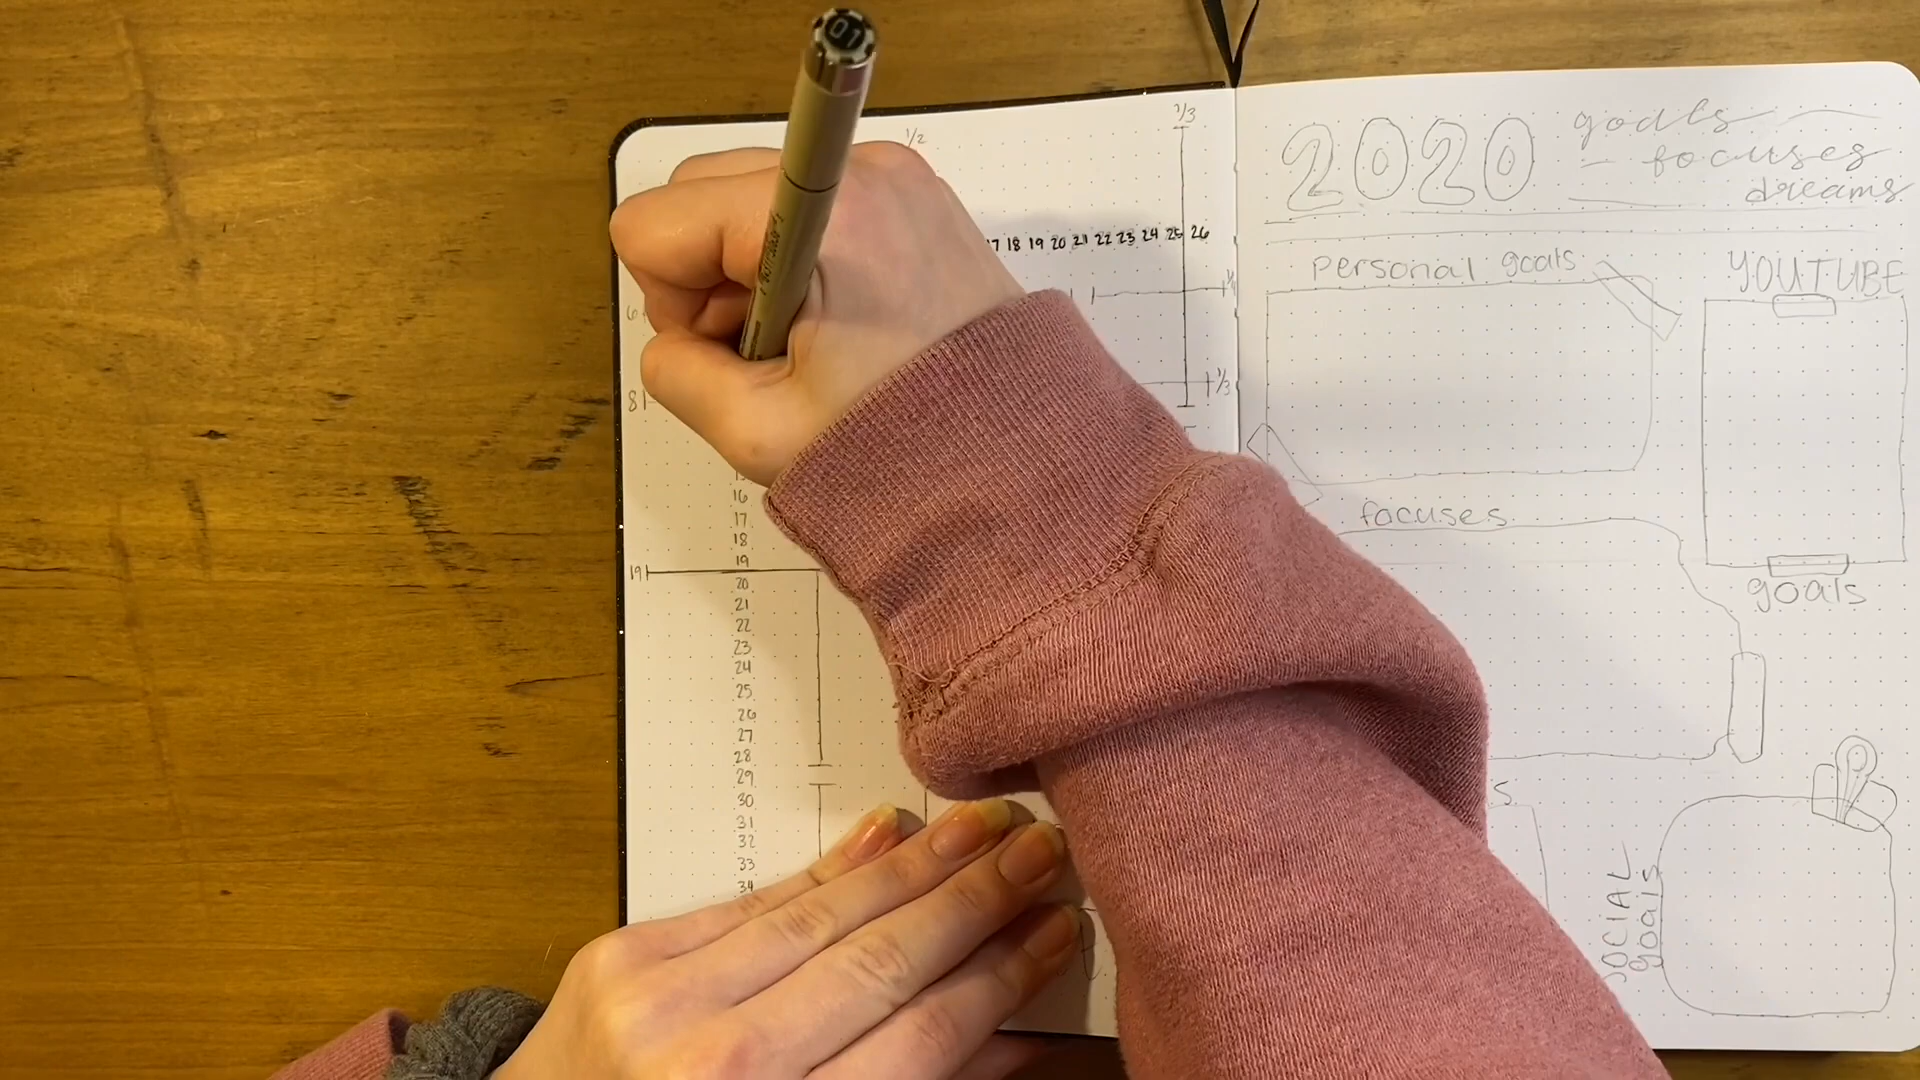 01
1/2
1/3
17 18 19 20 21 22 23 24 25 26
6
1/3
8
16
17
18
19
19
20
21
22
23
24
25
26
27
28
29
30
31
32
33
34
2020
goals
focuses
dreams
personal goals
YOUTUBE
goals
focuses
SOCIAL
goals